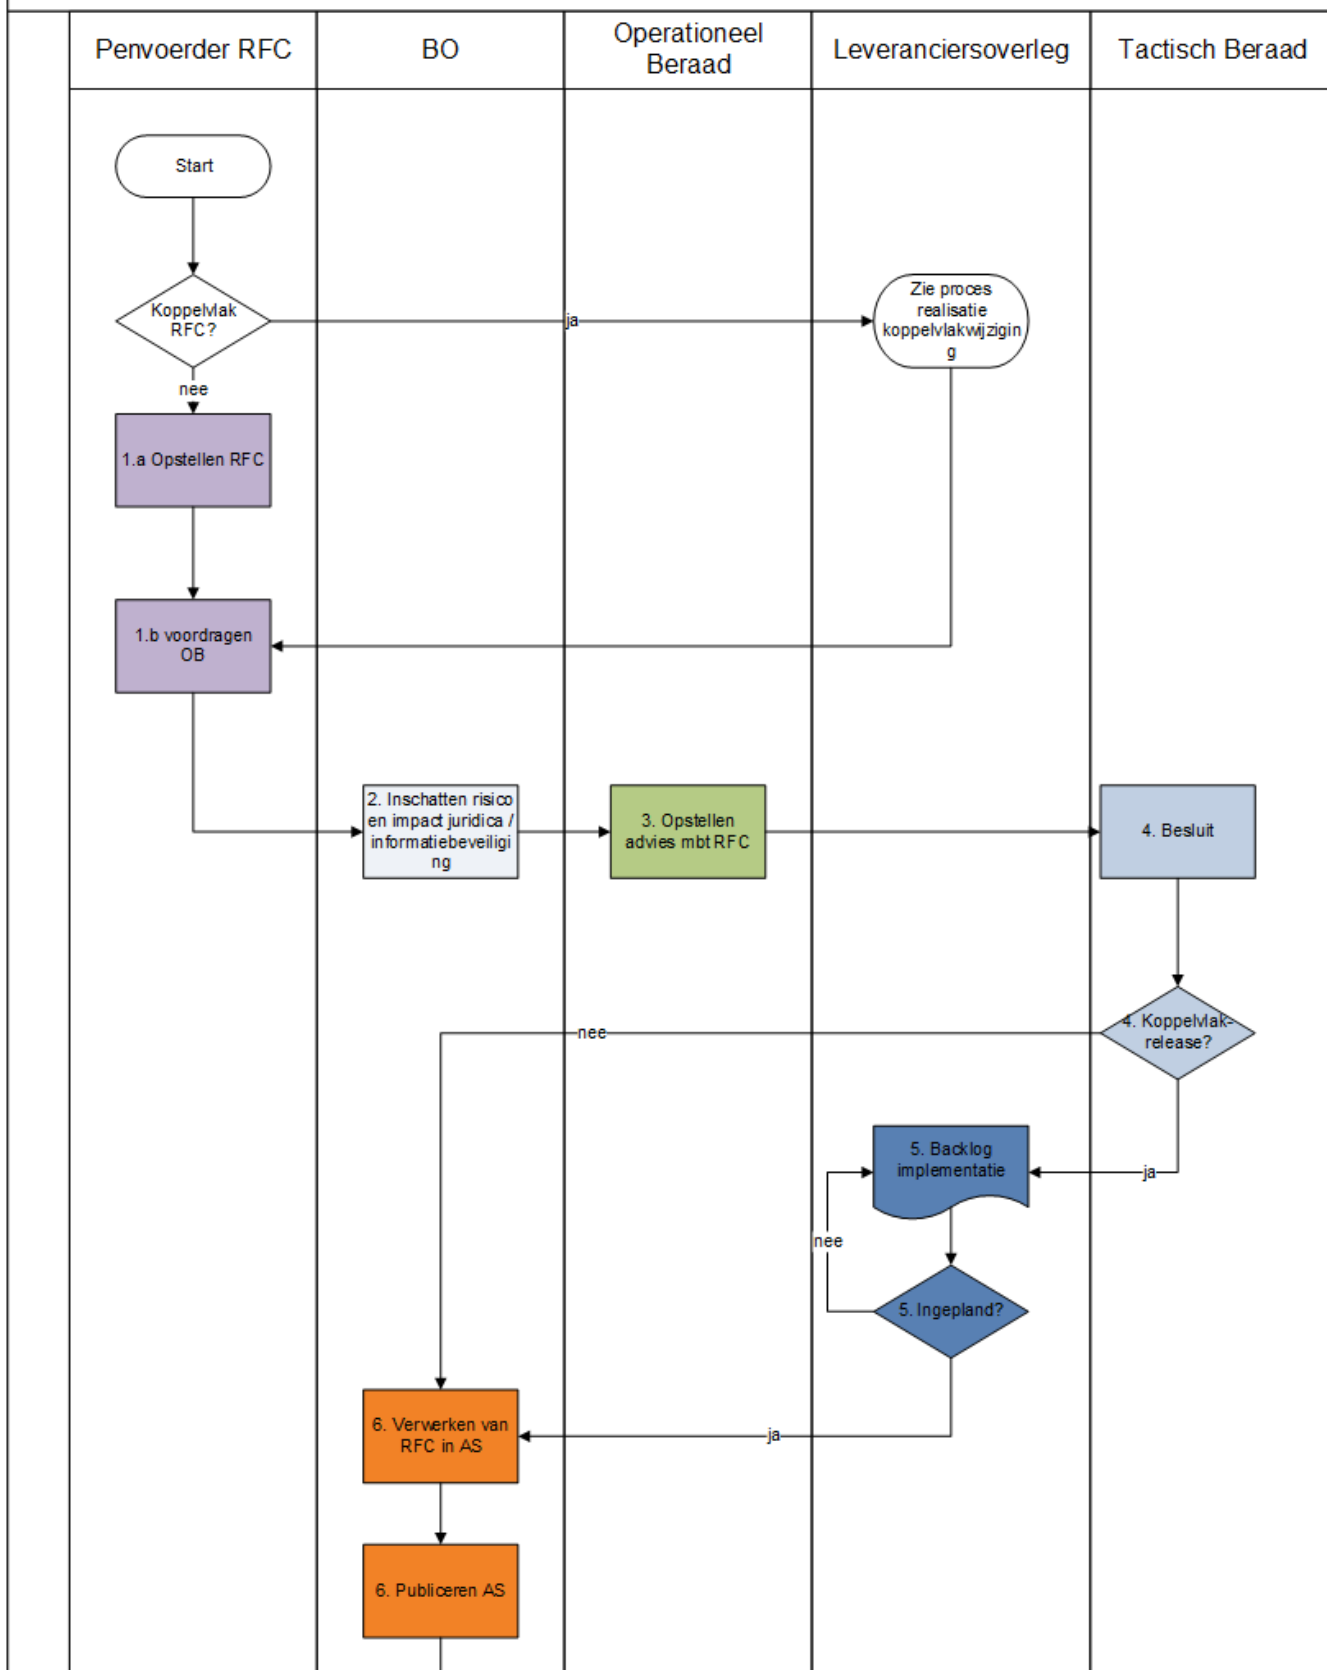 Penvoerder RFC
BO
Operationeel
Beraad
Leveranciersoverleg
Tactisch Beraad
Start
Koppelvlak
RFC?
ja
Zie proces
realisatie
koppelvlakwijzigin
g
nee
1.a Opstellen RFC
1.b voordragen
OB
2. Inschatten risico
en impact juridica /
informatiebeveiligi
ng
3. Opstellen
advies mbt RFC
4. Besluit
4. Koppelvlak-
release?
nee
ja
5. Backlog
implementatie
nee
5. Ingepland?
ja
6. Verwerken van
RFC in AS
6. Publiceren AS